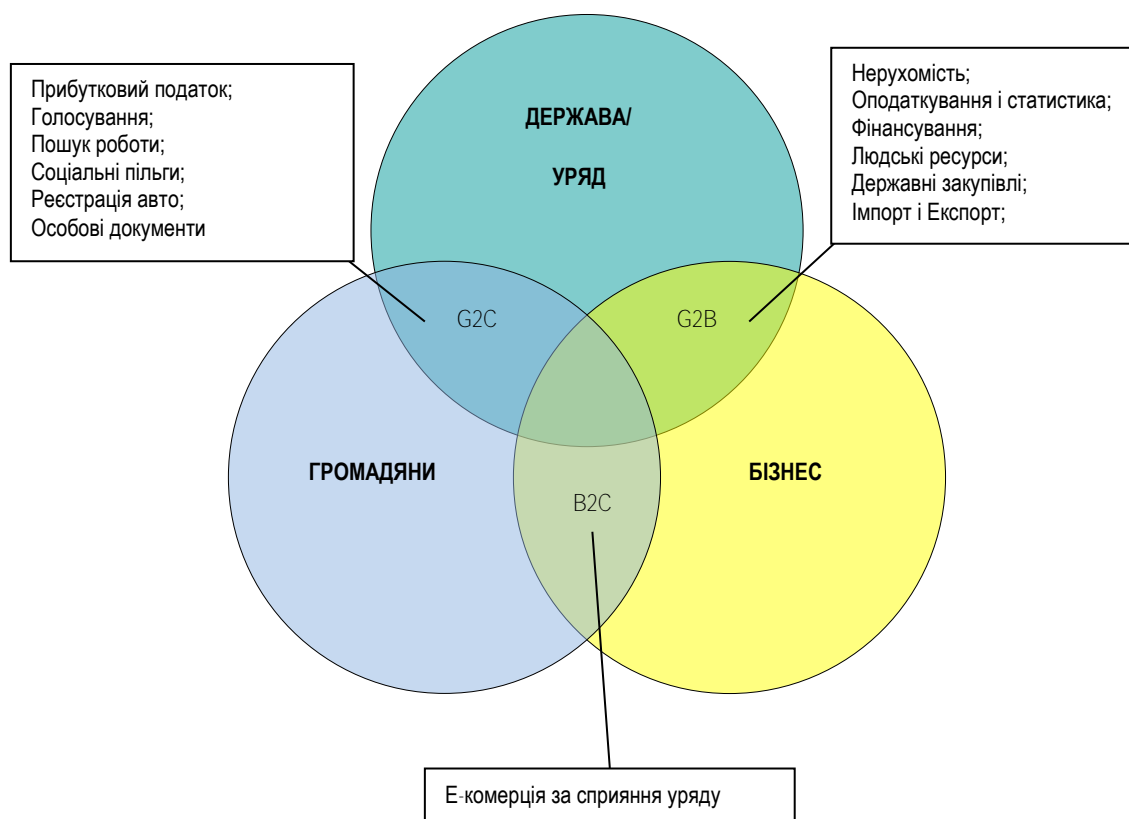 Прибутковий податок;
Голосування;
Пошук роботи;
Соціальні пільги;
Реєстрація авто;
Особові документи
ДЕРЖАВА/
УРЯД
Нерухомість;
Оподаткування і статистика;
Фінансування;
Людські ресурси;
Державні закупівлі;
Імпорт і Експорт;
G2C
G2B
ГРОМАДЯНИ
БІЗНЕС
B2C
Е-комерція за сприяння уряду